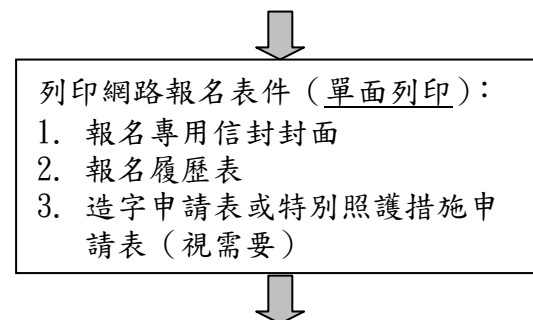 列印網路報名表件（單面列印）：
1. 報名專用信封封面
2. 報名履歷表
3. 造字申請表或特別照護措施申
請表（視需要）